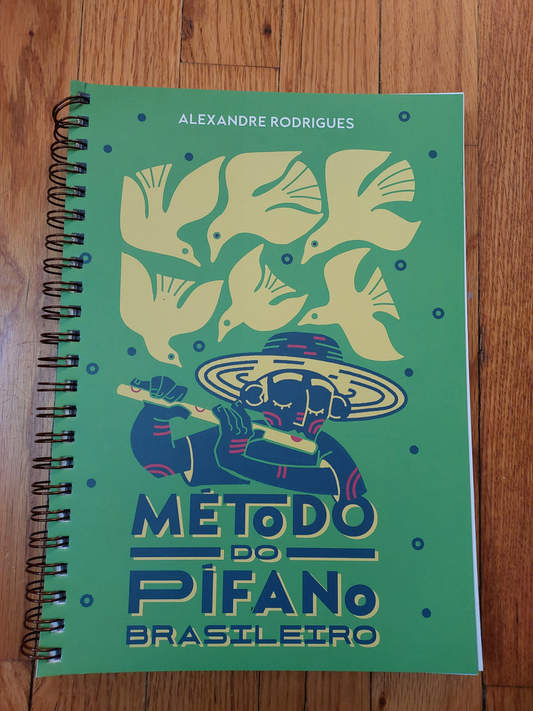 ALEXANDRE RODRIGUES
MÉTODO
DO
PÍFANO
BRASILEIRO